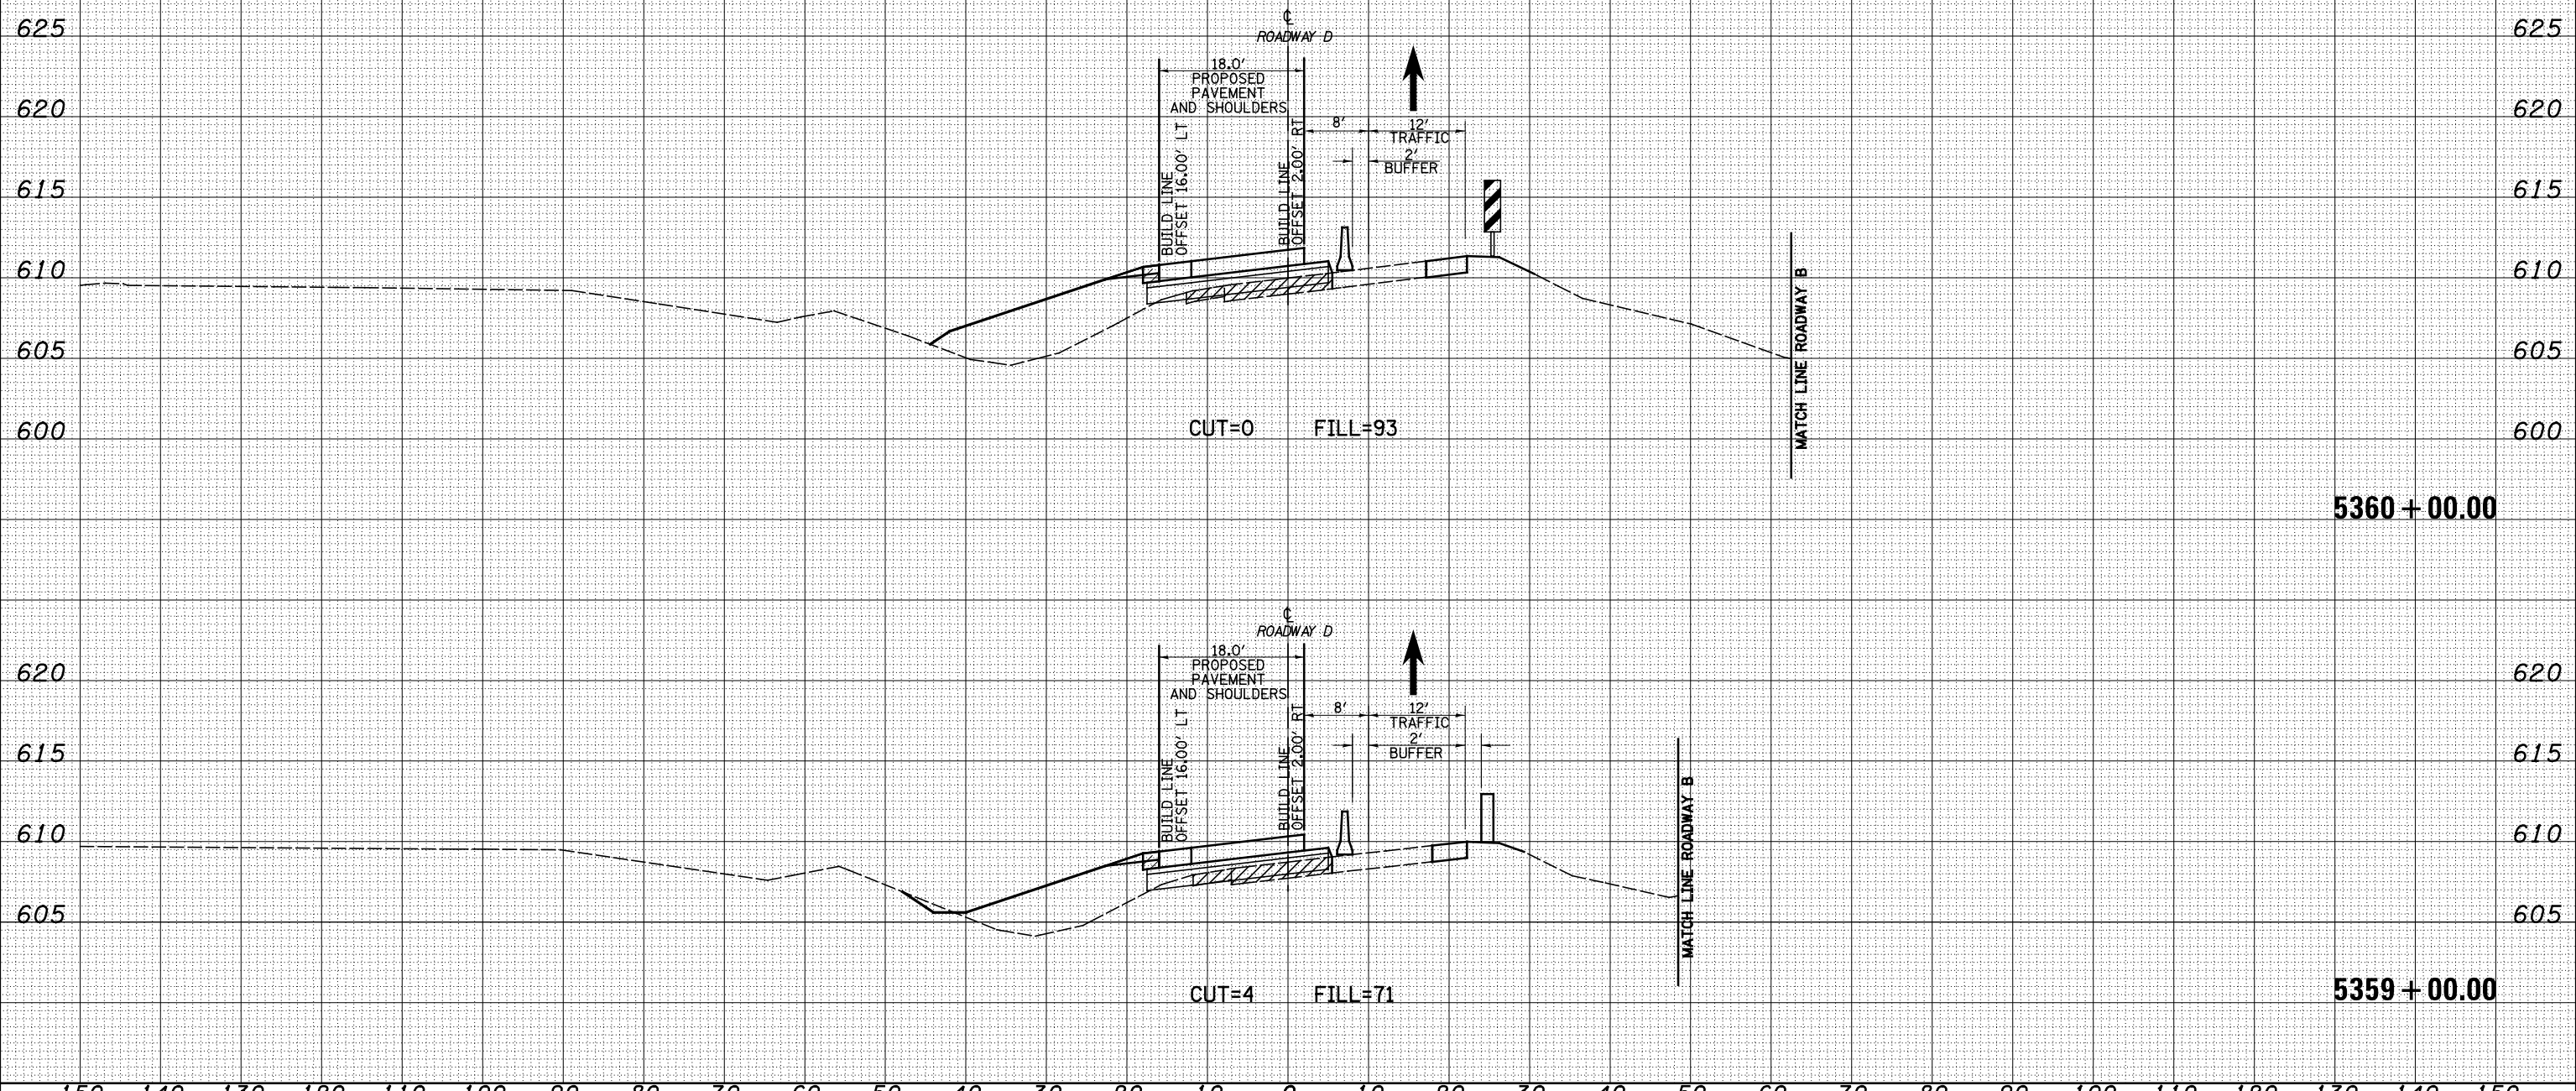 625
625
℄
ROADWAY D
18.0'
PROPOSED
PAVEMENT
AND SHOULDERS
620
620
8'
12'
TRAFFIC
2'
BUFFER
BUILD LINE
OFFSET 16.00' LT
BUILD LINE
OFFSET 2.00' RT
615
615
610
610
605
605
MATCH LINE ROADWAY B
CUT=0 FILL=93
600
600
5360+00.00
℄
ROADWAY D
18.0'
PROPOSED
PAVEMENT
AND SHOULDERS
620
620
8'
12'
TRAFFIC
2'
BUFFER
BUILD LINE
OFFSET 16.00' LT
BUILD LINE
OFFSET 2.00' RT
615
615
610
610
605
605
MATCH LINE ROADWAY B
CUT=4 FILL=71
5359+00.00